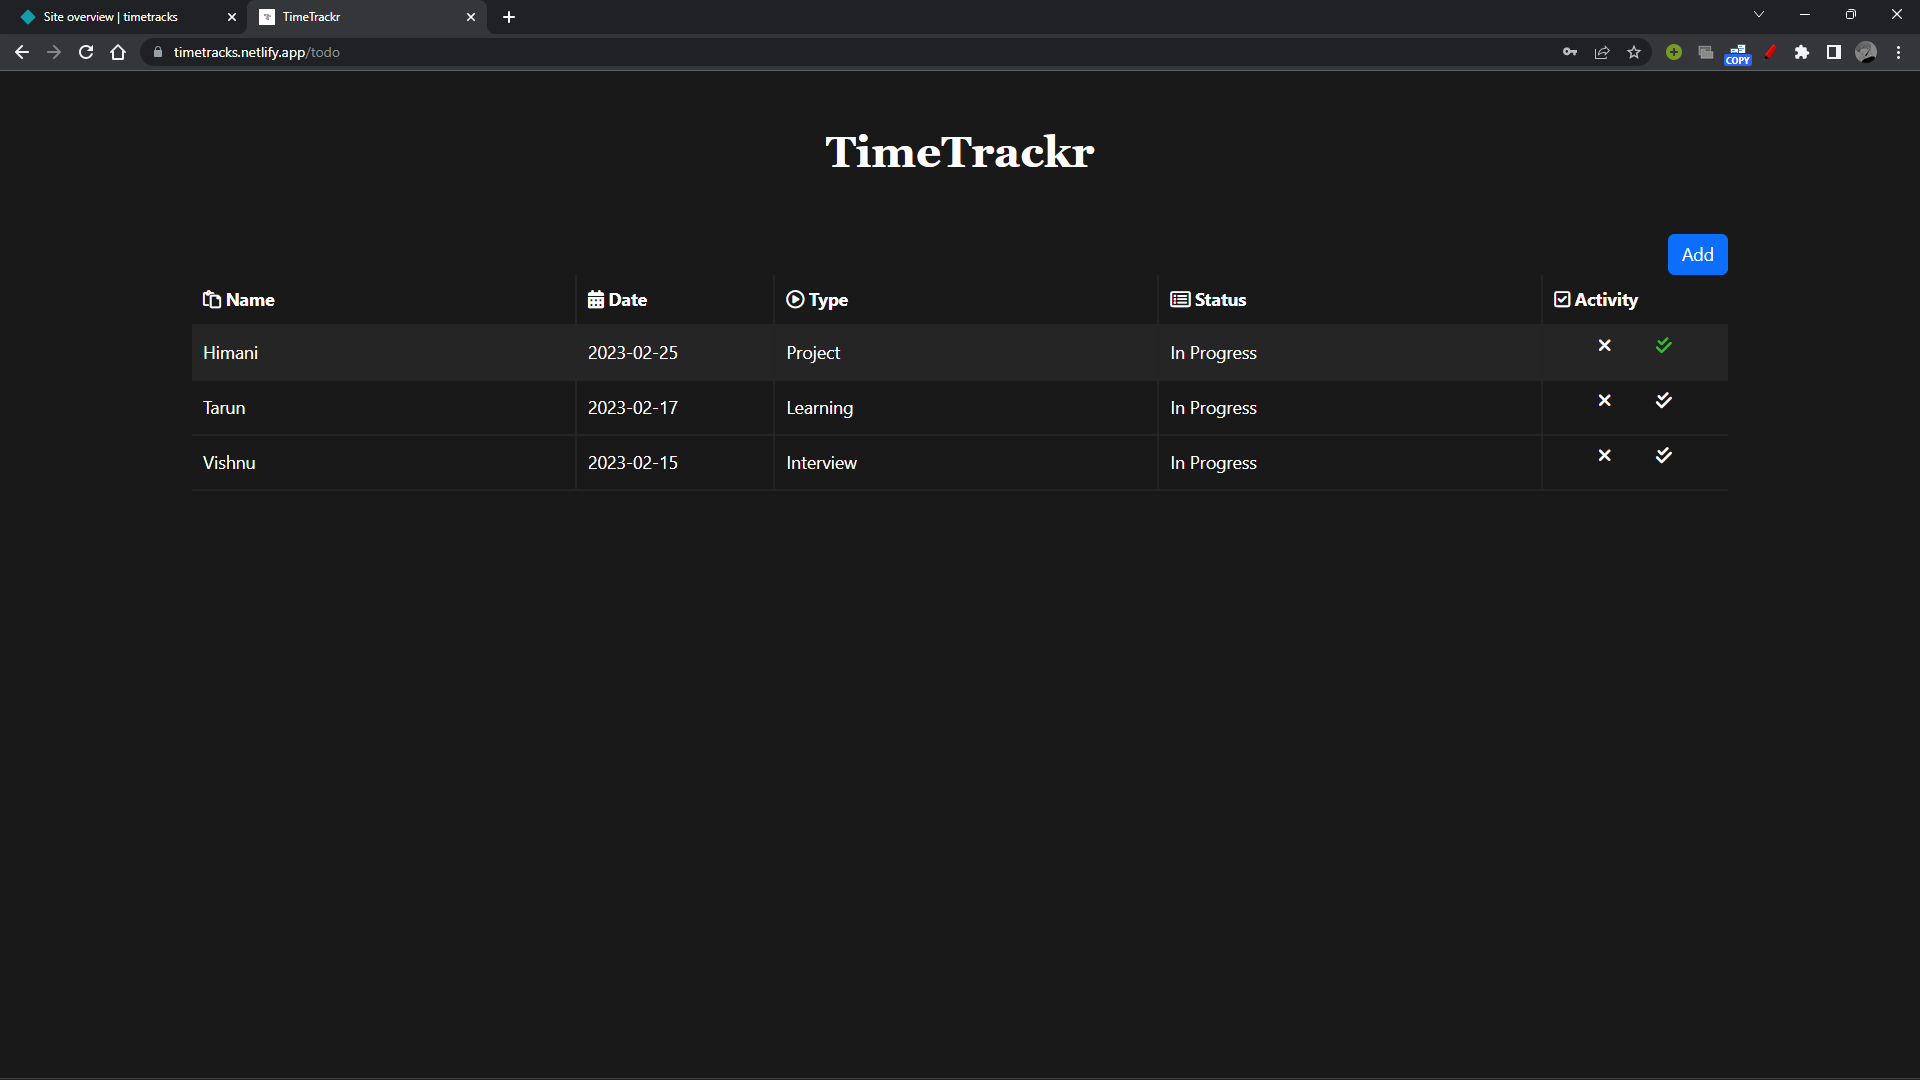 Site overview | timetracks
TimeTrackr
timetracks.netlify.app/todo
COPY
TimeTrackr
Add
Name Date Type Status Activity
Himani 2023-02-25 Project In Progress
Tarun 2023-02-17 Learning In Progress
Vishnu 2023-02-15 Interview In Progress